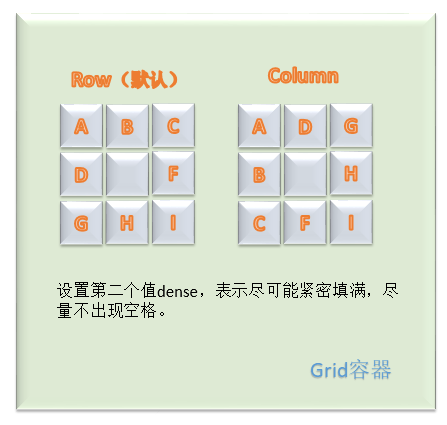 Row（默认）
Column
A B C
D F
G H I
A D G
B H
C F I
设置第二个值dense，表示尽可能紧密填满，尽
量不出现空格。
Grid容器